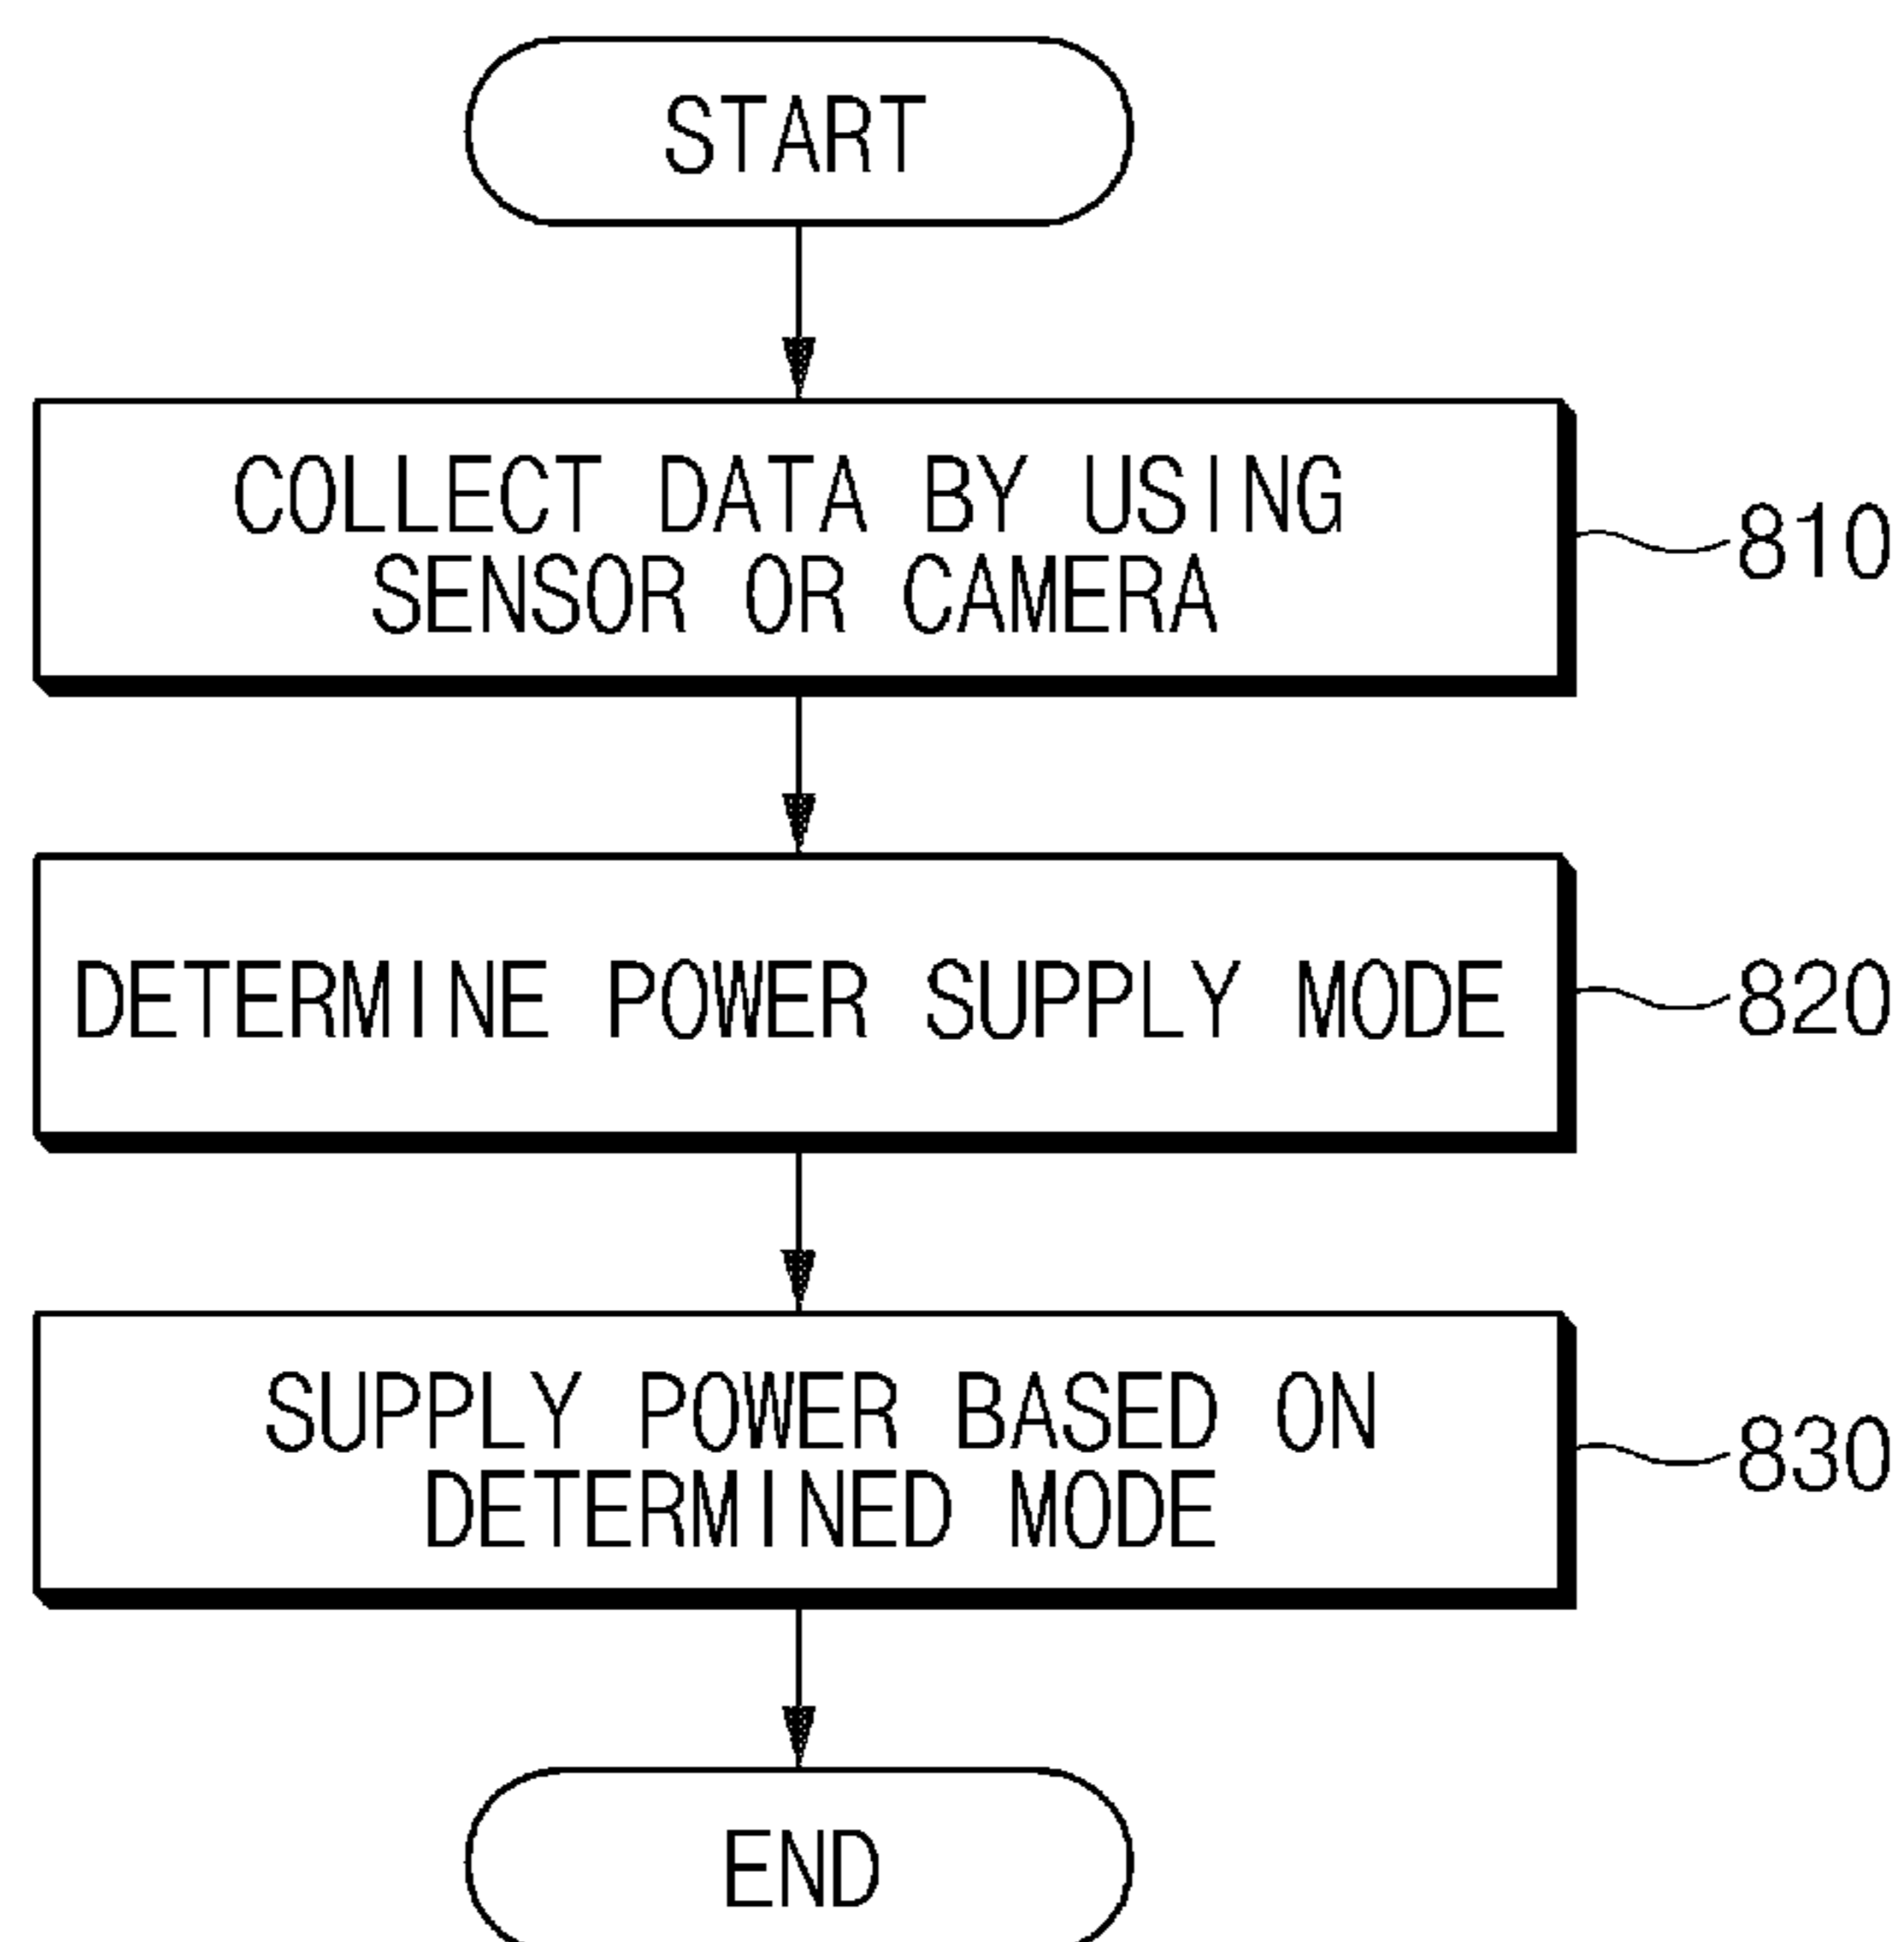 START
COLLECT DATA BY USING
SENSOR OR CAMERA
810
DETERMINE POWER SUPPLY MODE
820
SUPPLY POWER BASED ON
DETERMINED MODE
830
END